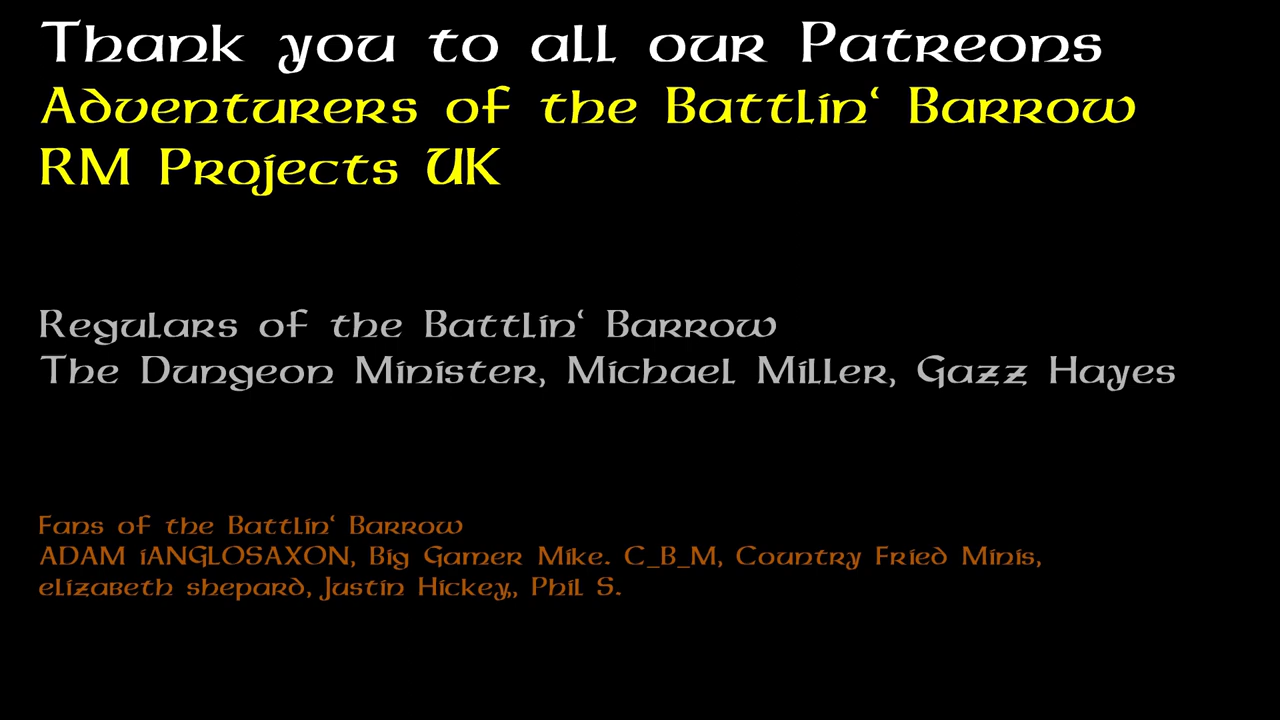 Thank you to all our Patreons
Adventurers of the Battlin‘ Barrow
RM Projects UK
Regulars of the Battlin‘ Barrow
The Dungeon Minister, Michael Miller, Gazz Hayes
Fans of the Battlin‘ Barrow
ADAM iANGLOSAXON, Big Gamer Mike. C_B_M, Country Fried Minis,
elizabeth shepard, Justin Hickey,, Phil S.